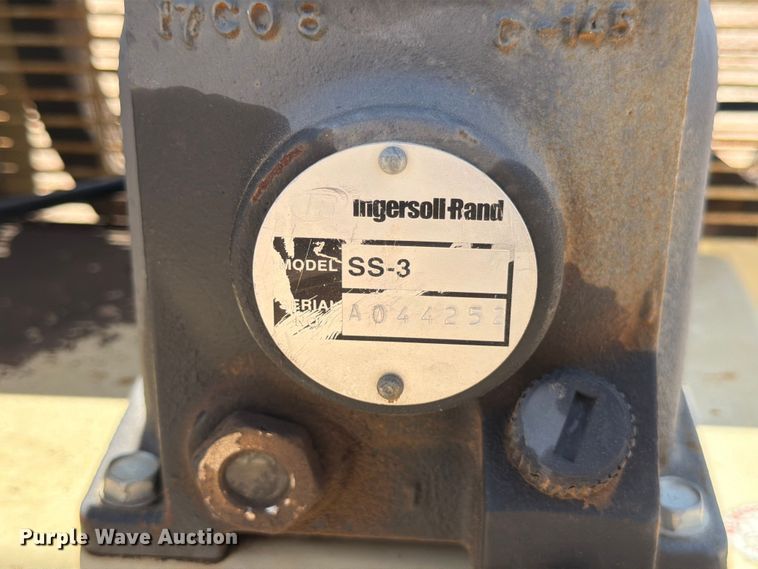 17C08 C-145
Ingersoll-Rand
MODEL SS-3
SERIAL A044252
Purple Wave Auction